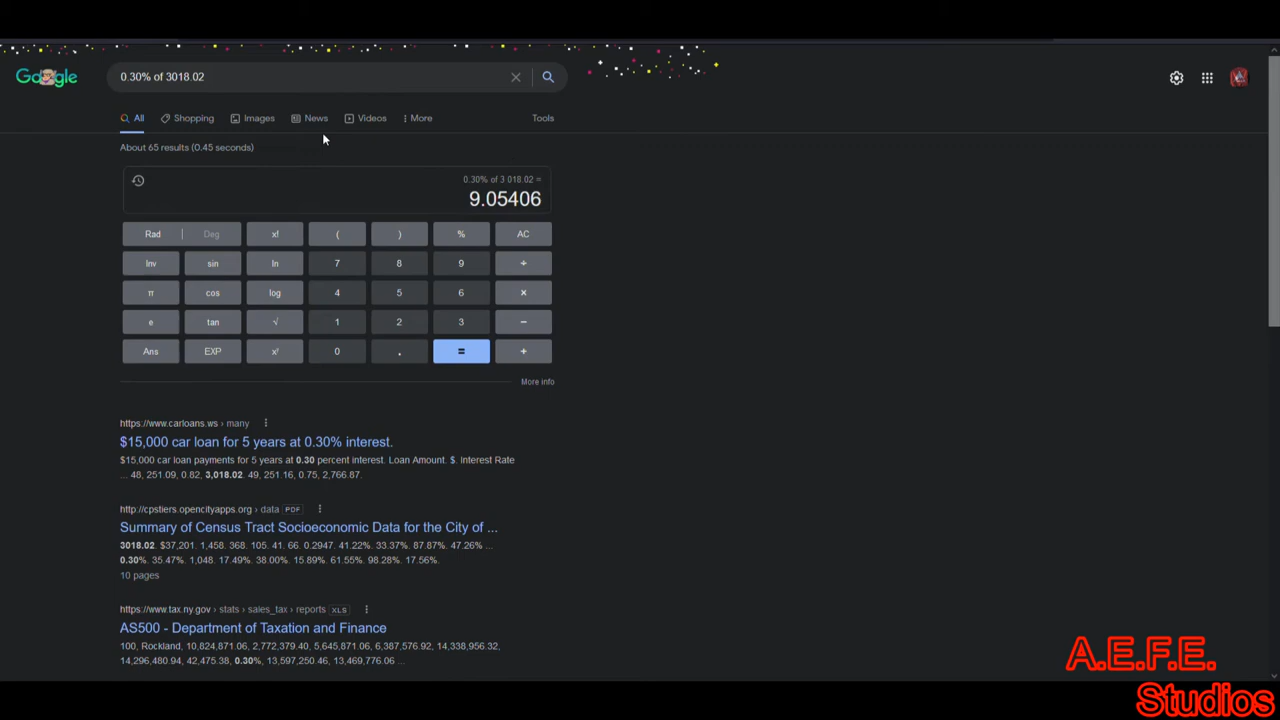 Google
0.30% of 3018.02
All Shopping Images News Videos More Tools
About 65 results (0.45 seconds)
0.30% of 3 018.02 =
9.05406
Rad Deg x! ( ) % AC
Inv sin ln 7 8 9 ÷
π cos log 4 5 6 ×
e tan √ 1 2 3 −
Ans EXP xʸ 0 . = +
More info
https://www.carloans.ws › many
$15,000 car loan for 5 years at 0.30% interest.
$15,000 car loan payments for 5 years at 0.30 percent interest. Loan Amount. $. Interest Rate
... 48, 251.09, 0.82, 3,018.02. 49, 251.16, 0.75, 2,766.87.
http://cpstiers.opencityapps.org › data PDF
Summary of Census Tract Socioeconomic Data for the City of ...
3018.02. $37,201. 1,458. 368. 105. 41. 66. 0.2947. 41.22%. 33.37%. 87.87%. 47.26% ...
0.30%. 35.47%. 1,048. 17.49%. 38.00%. 15.89%. 61.55%. 98.28%. 17.56%.
10 pages
https://www.tax.ny.gov › stats › sales_tax › reports XLS
AS500 - Department of Taxation and Finance
100, Rockland, 10,824,871.06, 2,772,379.40, 5,645,871.06, 6,387,576.92, 14,338,956.32,
14,296,480.94, 42,475.38, 0.30%, 13,597,250.46, 13,469,776.06 ...
A.E.F.E.
Studios